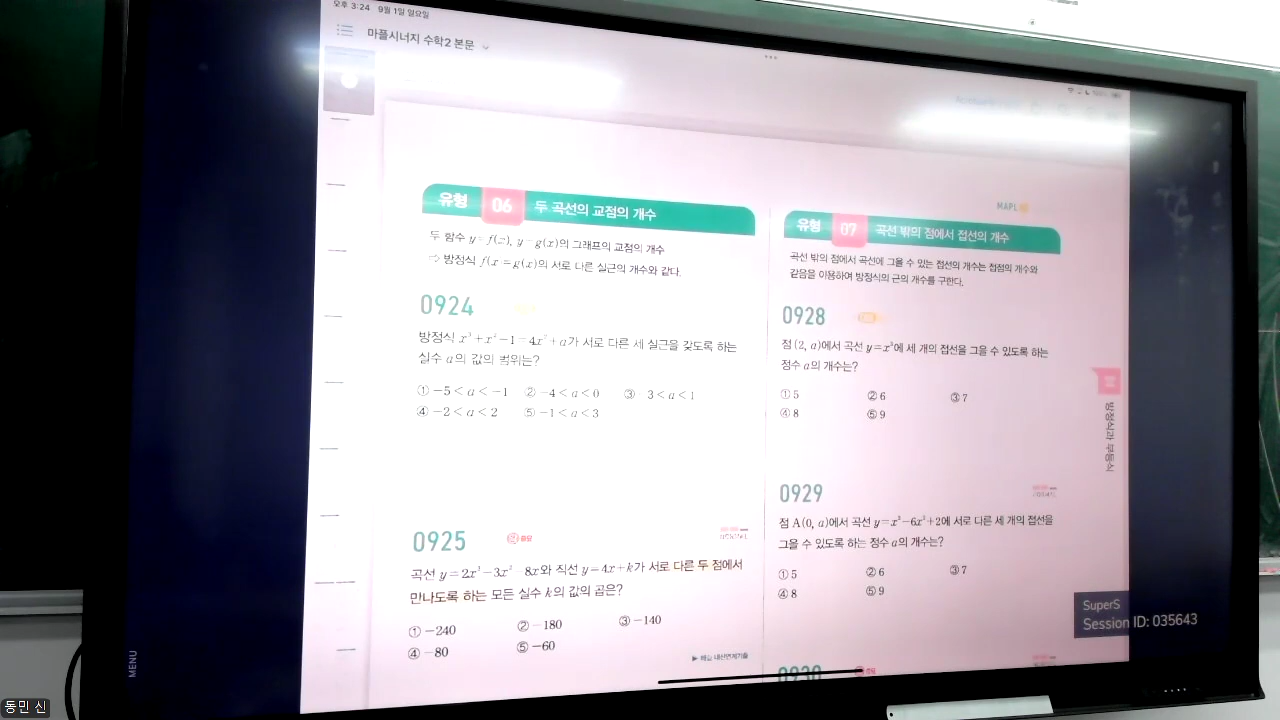 오후 3:24 9월 1일 일요일
마플시너지 수학2 본문
유형 06 두 곡선의 교점의 개수
두 함수 y=f(x), y=g(x)의 그래프의 교점의 개수
⇒ 방정식 f(x)=g(x)의 서로 다른 실근의 개수와 같다.
0924
방정식 x³+x²-1=4x²+a가 서로 다른 세 실근을 갖도록 하는
실수 a의 값의 범위는?
① -5<a<-1 ② -4<a<0 ③ 3<a<1
④ -2<a<2 ⑤ -1<a<3
0925 중요
곡선 y=2x³-3x² 8x와 직선 y=4x+k가 서로 다른 두 점에서
만나도록 하는 모든 실수 k의 값의 곱은?
① -240 ② -180 ③ -140
④ -80 ⑤ -60
▶ 내신연계기출
MAPL
유형 07 곡선 밖의 점에서 접선의 개수
곡선 밖의 점에서 곡선에 그을 수 있는 접선의 개수는 접점의 개수와
같음을 이용하여 방정식의 근의 개수를 구한다.
0928
점 (2, a)에서 곡선 y=x³에 세 개의 접선을 그을 수 있도록 하는
정수 a의 개수는?
① 5 ② 6 ③ 7
④ 8 ⑤ 9
0929
점 A(0, a)에서 곡선 y=x³-6x²+2에 서로 다른 세 개의 접선을
그을 수 있도록 하는 정수 a의 개수는?
① 5 ② 6 ③ 7
④ 8 ⑤ 9
0930 중요
방정식과 부등식
SuperS
Session ID: 035643
MENU
동민 신